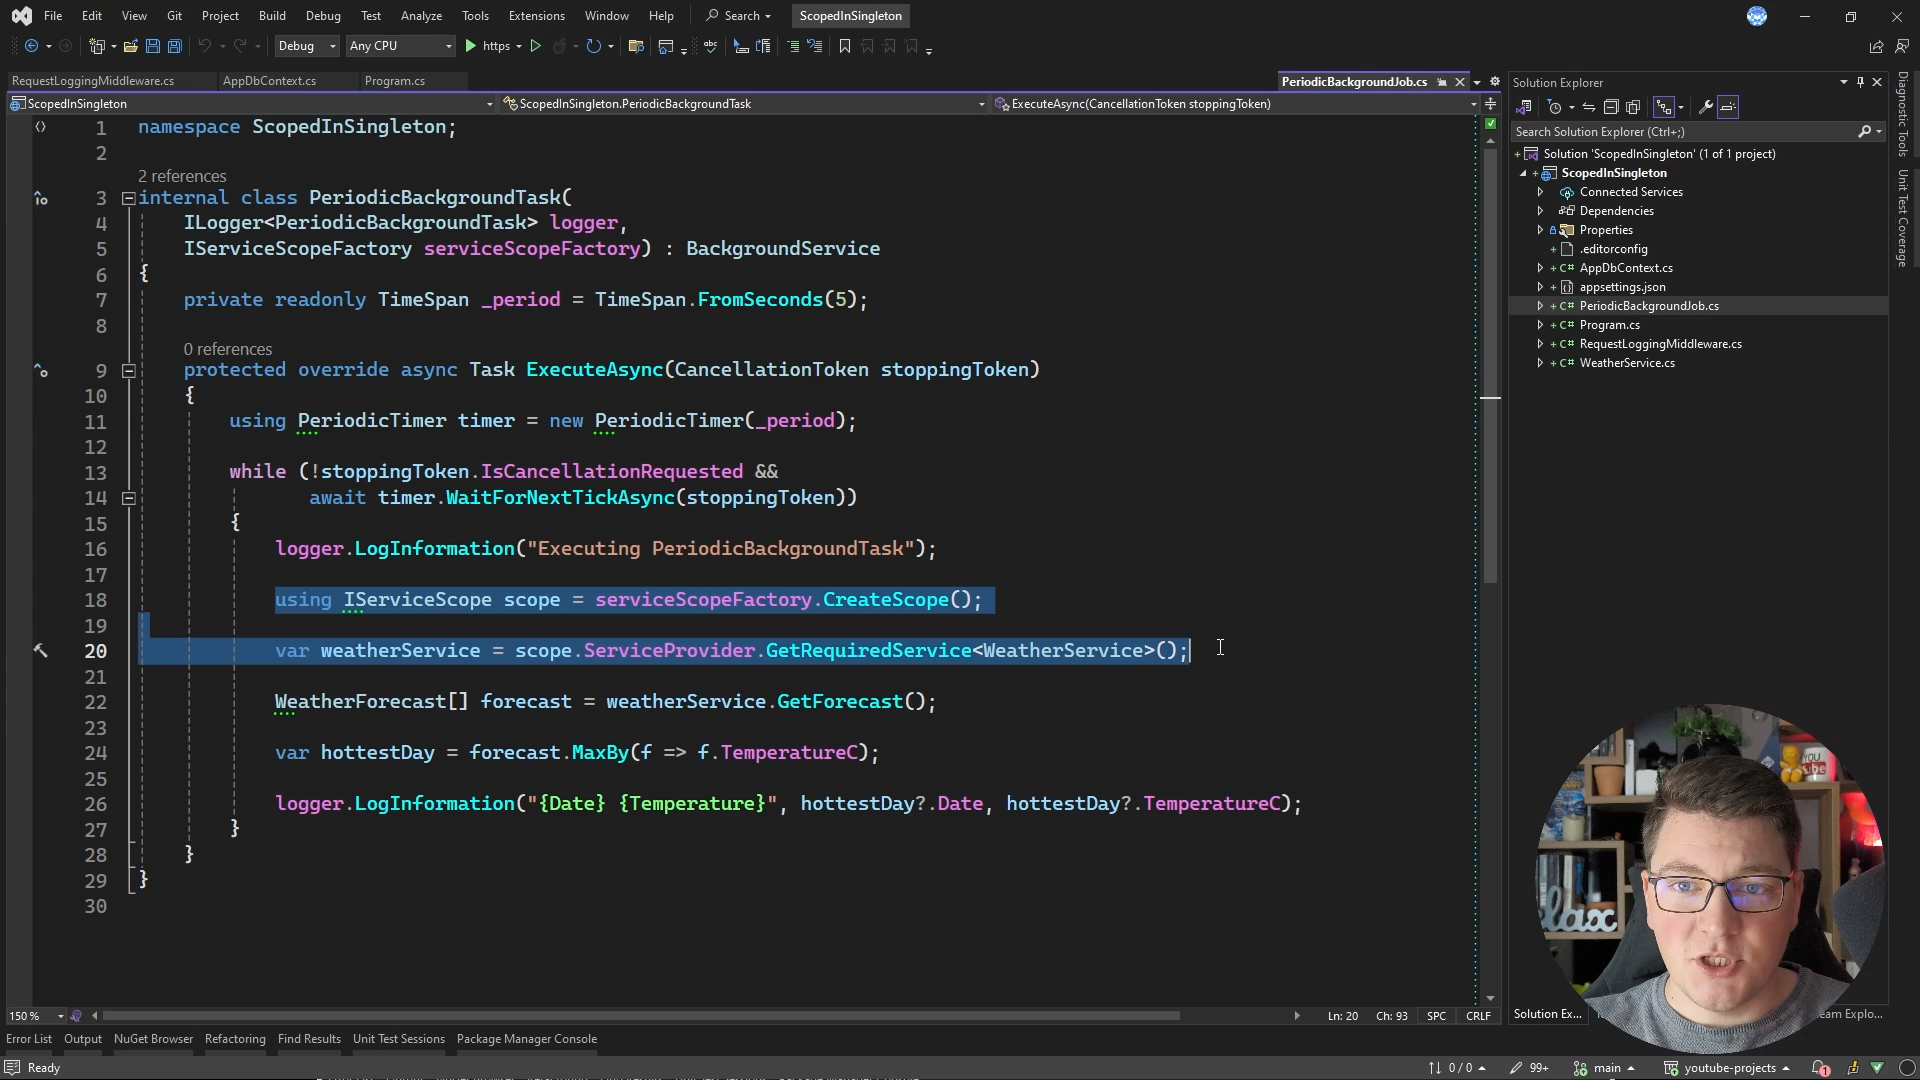 File Edit View Git Project Build Debug Test Analyze Tools Extensions Window Help Search ScopedInSingleton
Debug Any CPU https
RequestLoggingMiddleware.cs AppDbContext.cs Program.cs PeriodicBackgroundJob.cs
ScopedInSingleton ScopedInSingleton.PeriodicBackgroundTask ExecuteAsync(CancellationToken stoppingToken)
1 namespace ScopedInSingleton;
2
2 references
3 internal class PeriodicBackgroundTask(
4 ILogger<PeriodicBackgroundTask> logger,
5 IServiceScopeFactory serviceScopeFactory) : BackgroundService
6 {
7 private readonly TimeSpan _period = TimeSpan.FromSeconds(5);
8
0 references
9 protected override async Task ExecuteAsync(CancellationToken stoppingToken)
10 {
11 using PeriodicTimer timer = new PeriodicTimer(_period);
12
13 while (!stoppingToken.IsCancellationRequested &&
14 await timer.WaitForNextTickAsync(stoppingToken))
15 {
16 logger.LogInformation("Executing PeriodicBackgroundTask");
17
18 using IServiceScope scope = serviceScopeFactory.CreateScope();
19
20 var weatherService = scope.ServiceProvider.GetRequiredService<WeatherService>();
21
22 WeatherForecast[] forecast = weatherService.GetForecast();
23
24 var hottestDay = forecast.MaxBy(f => f.TemperatureC);
25
26 logger.LogInformation("{Date} {Temperature}", hottestDay?.Date, hottestDay?.TemperatureC);
27 }
28 }
29 }
30
150 % Ln: 20 Ch: 93 SPC CRLF
Error List Output NuGet Browser Refactoring Find Results Unit Test Sessions Package Manager Console
Ready 0 / 0 99+ main youtube-projects 1
Solution Explorer
Search Solution Explorer (Ctrl+;)
Solution 'ScopedInSingleton' (1 of 1 project)
ScopedInSingleton
Connected Services
Dependencies
Properties
.editorconfig
C# AppDbContext.cs
appsettings.json
C# PeriodicBackgroundJob.cs
C# Program.cs
C# RequestLoggingMiddleware.cs
C# WeatherService.cs
Solution Ex...
eam Explo...
Diagnostic Tools
Unit Test Coverage
YOU